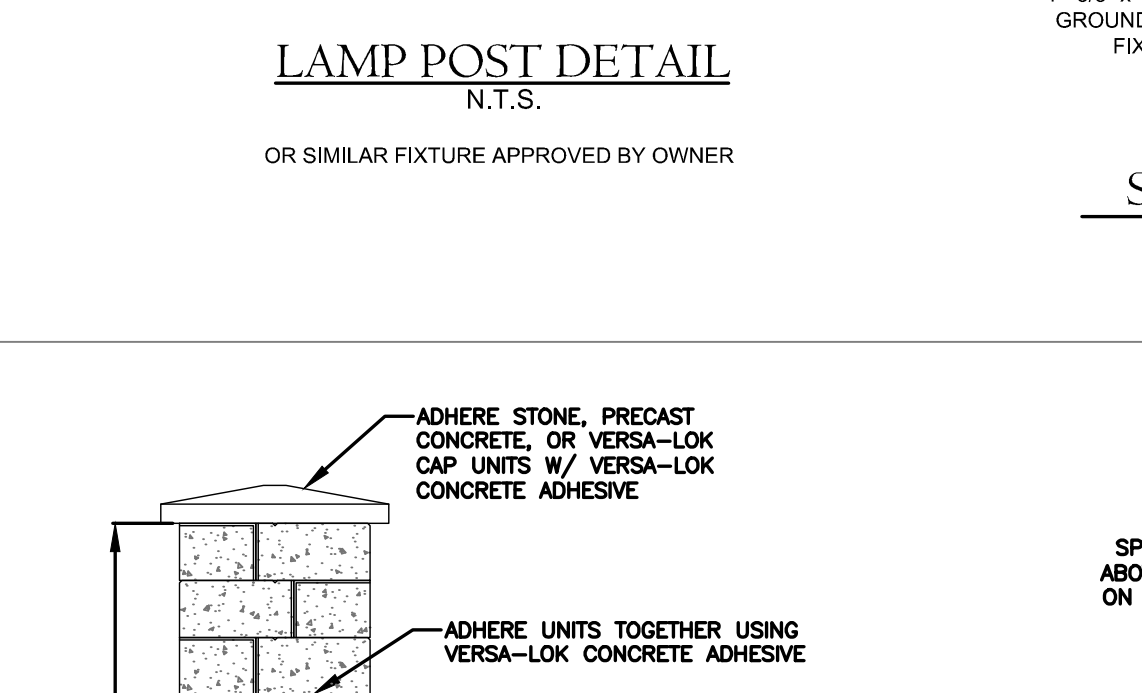 LAMP POST DETAIL
N.T.S.
OR SIMILAR FIXTURE APPROVED BY OWNER
GROUND
ADHERE STONE, PRECAST
CONCRETE, OR VERSA-LOK
CAP UNITS W/ VERSA-LOK
CONCRETE ADHESIVE
ADHERE UNITS TOGETHER USING
VERSA-LOK CONCRETE ADHESIVE
ON